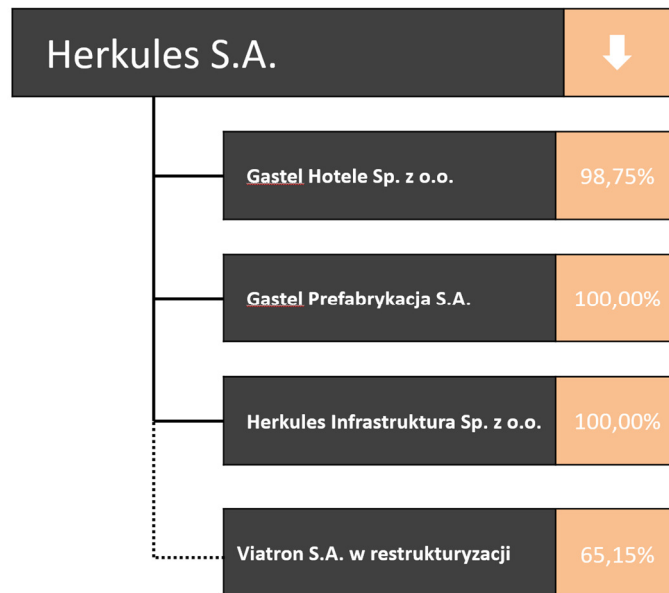 Herkules S.A.
Gastel Hotele Sp. z o.o.
98,75%
Gastel Prefabrykacja S.A.
100,00%
Herkules Infrastruktura Sp. z o.o.
100,00%
Viatron S.A. w restrukturyzacji
65,15%